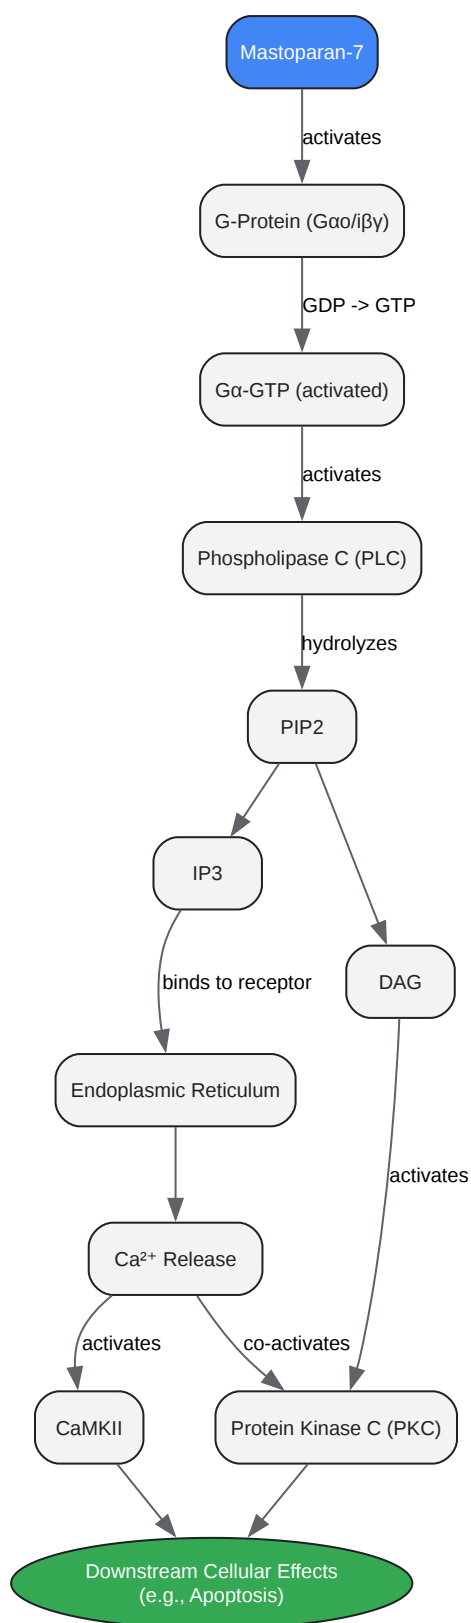 Mastoparan-7
activates
G-Protein (Gαo/iβγ)
GDP -> GTP
Gα-GTP (activated)
activates
Phospholipase C (PLC)
hydrolyzes
PIP2
IP3
DAG
binds to receptor
Endoplasmic Reticulum
activates
Ca²⁺ Release
activates
co-activates
CaMKII
Protein Kinase C (PKC)
Downstream Cellular Effects
(e.g., Apoptosis)